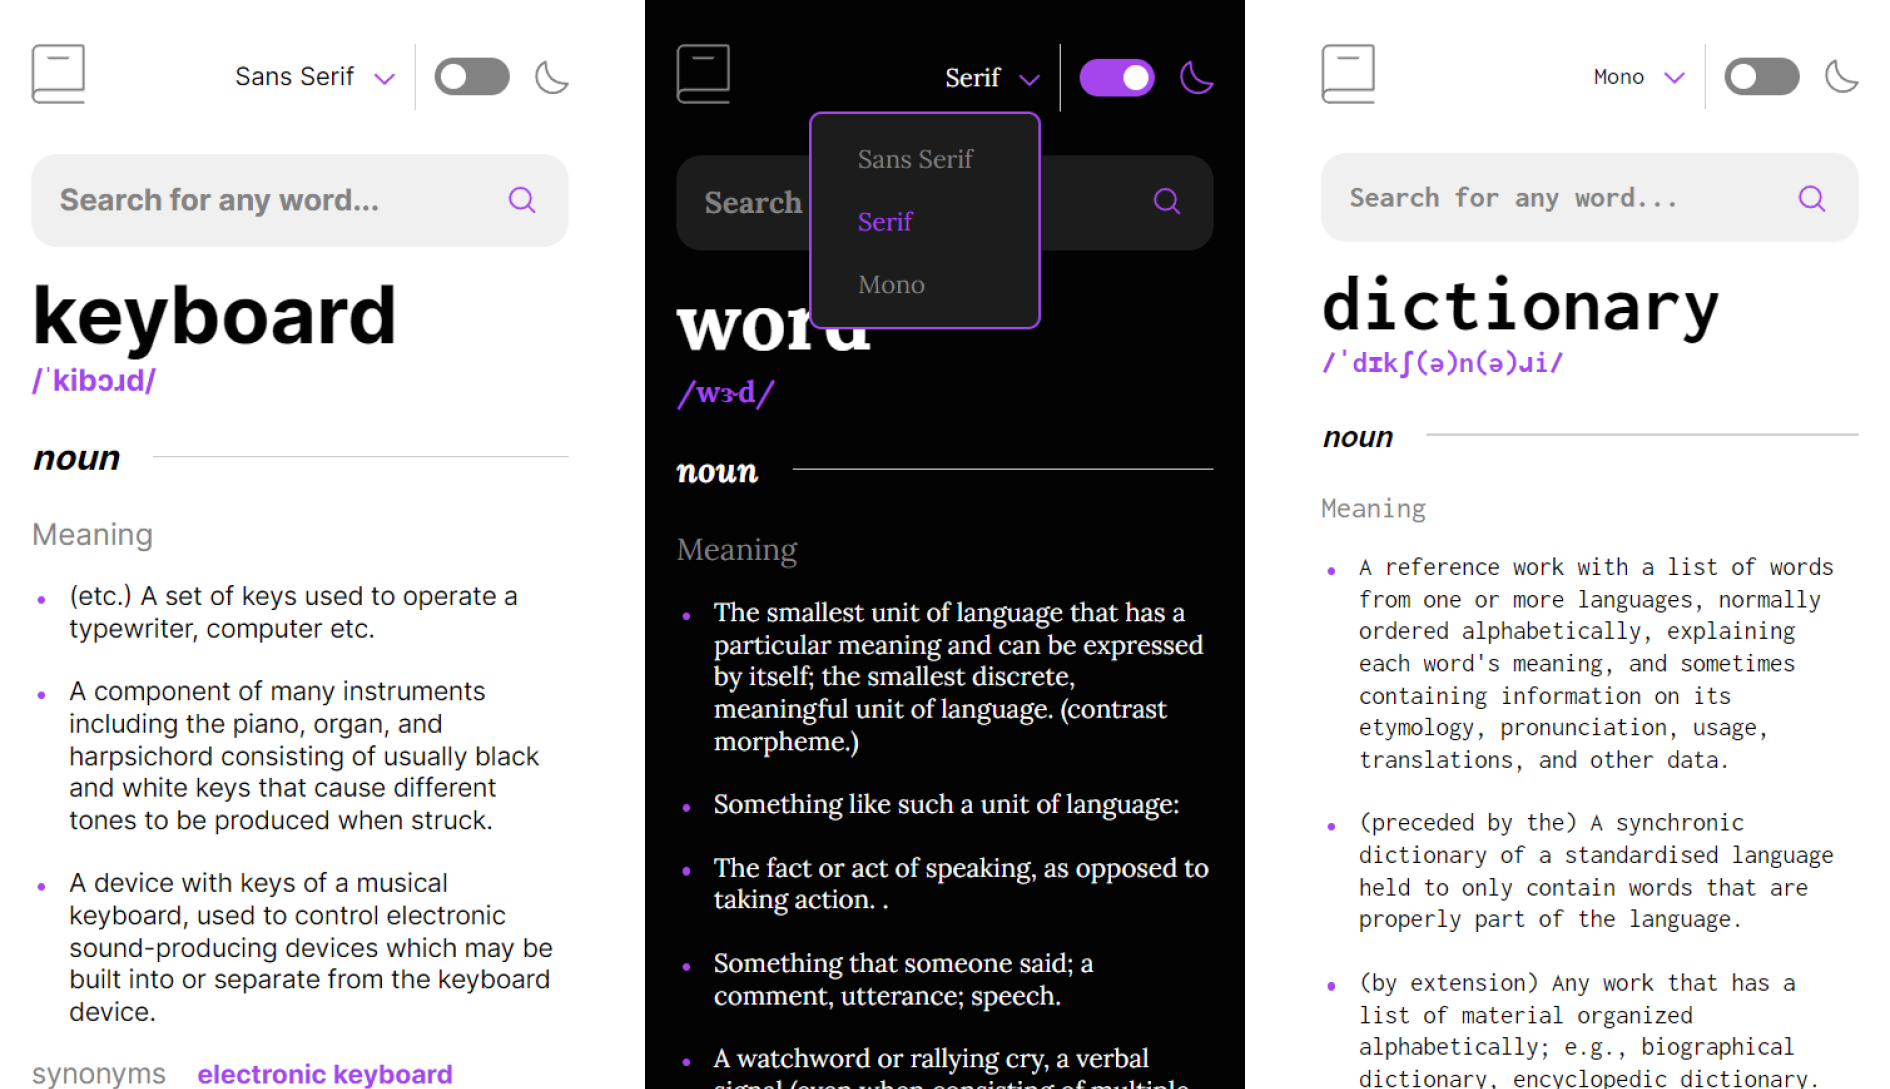 Sans Serif
Search for any word...
keyboard
/ˈkibɔɹd/
noun
Meaning
(etc.) A set of keys used to operate a
typewriter, computer etc.
A component of many instruments
including the piano, organ, and
harpsichord consisting of usually black
and white keys that cause different
tones to be produced when struck.
A device with keys of a musical
keyboard, used to control electronic
sound-producing devices which may be
built into or separate from the keyboard
device.
synonyms electronic keyboard
Serif
Sans Serif
Serif
Mono
Search
word
/wɝd/
noun
Meaning
The smallest unit of language that has a
particular meaning and can be expressed
by itself; the smallest discrete,
meaningful unit of language. (contrast
morpheme.)
Something like such a unit of language:
The fact or act of speaking, as opposed to
taking action. .
Something that someone said; a
comment, utterance; speech.
A watchword or rallying cry, a verbal
signal (even when consisting of multiple
Mono
Search for any word...
dictionary
/ˈdɪkʃ(ə)n(ə)ɹi/
noun
Meaning
A reference work with a list of words
from one or more languages, normally
ordered alphabetically, explaining
each word's meaning, and sometimes
containing information on its
etymology, pronunciation, usage,
translations, and other data.
(preceded by the) A synchronic
dictionary of a standardised language
held to only contain words that are
properly part of the language.
(by extension) Any work that has a
list of material organized
alphabetically; e.g., biographical
dictionary, encyclopedic dictionary.